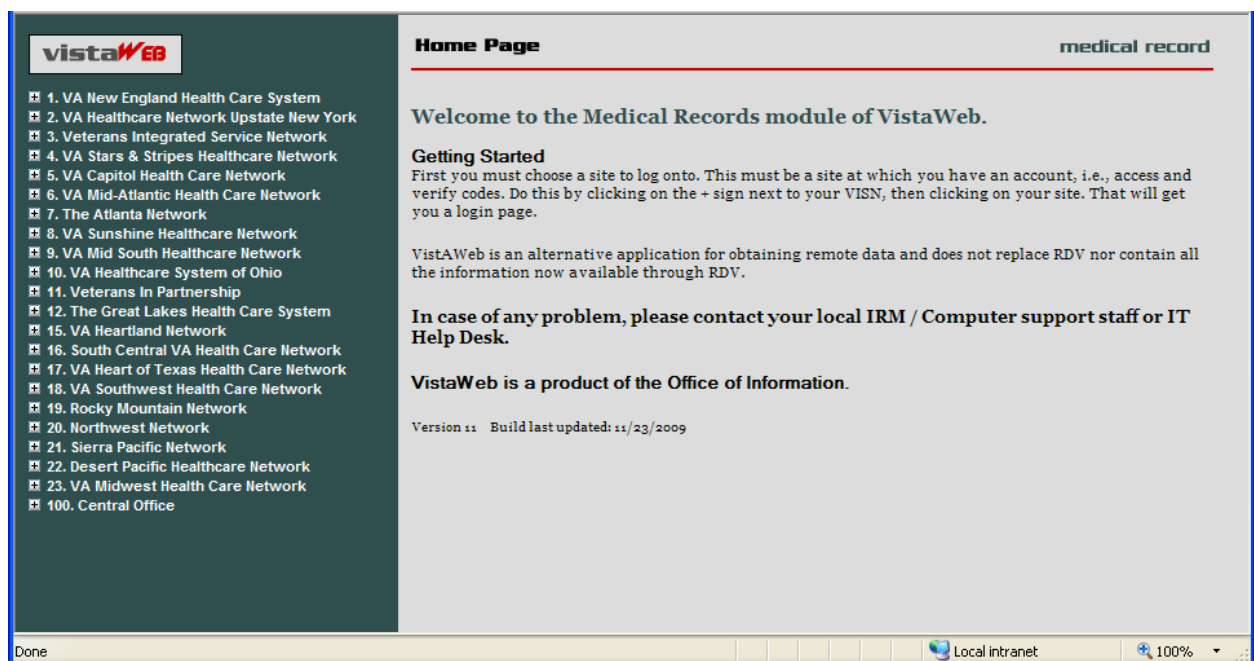 vistaWEB
1. VA New England Health Care System
2. VA Healthcare Network Upstate New York
3. Veterans Integrated Service Network
4. VA Stars & Stripes Healthcare Network
5. VA Capitol Health Care Network
6. VA Mid-Atlantic Health Care Network
7. The Atlanta Network
8. VA Sunshine Healthcare Network
9. VA Mid South Healthcare Network
10. VA Healthcare System of Ohio
11. Veterans In Partnership
12. The Great Lakes Health Care System
15. VA Heartland Network
16. South Central VA Health Care Network
17. VA Heart of Texas Health Care Network
18. VA Southwest Health Care Network
19. Rocky Mountain Network
20. Northwest Network
21. Sierra Pacific Network
22. Desert Pacific Healthcare Network
23. VA Midwest Health Care Network
100. Central Office
Home Page
medical record
Welcome to the Medical Records module of VistaWeb.
Getting Started
First you must choose a site to log onto. This must be a site at which you have an account, i.e., access and
verify codes. Do this by clicking on the + sign next to your VISN, then clicking on your site. That will get
you a login page.
VistAWeb is an alternative application for obtaining remote data and does not replace RDV nor contain all
the information now available through RDV.
In case of any problem, please contact your local IRM / Computer support staff or IT
Help Desk.
VistaWeb is a product of the Office of Information.
Version 11 Build last updated: 11/23/2009
Done
Local intranet
100%